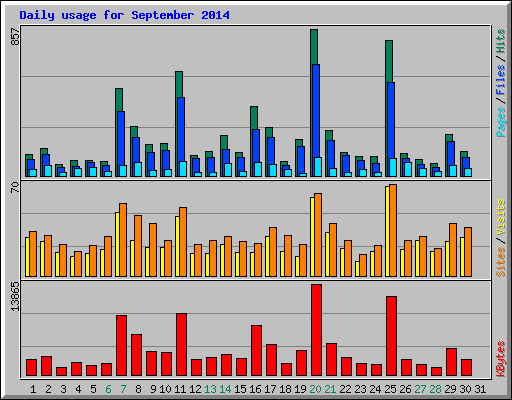 Daily usage for September 2014
857
Pages / Files / Hits
70
Sites / Visits
13865
KBytes
1 2 3 4 5 6 7 8 9 10 11 12 13 14 15 16 17 18 19 20 21 22 23 24 25 26 27 28 29 30 31